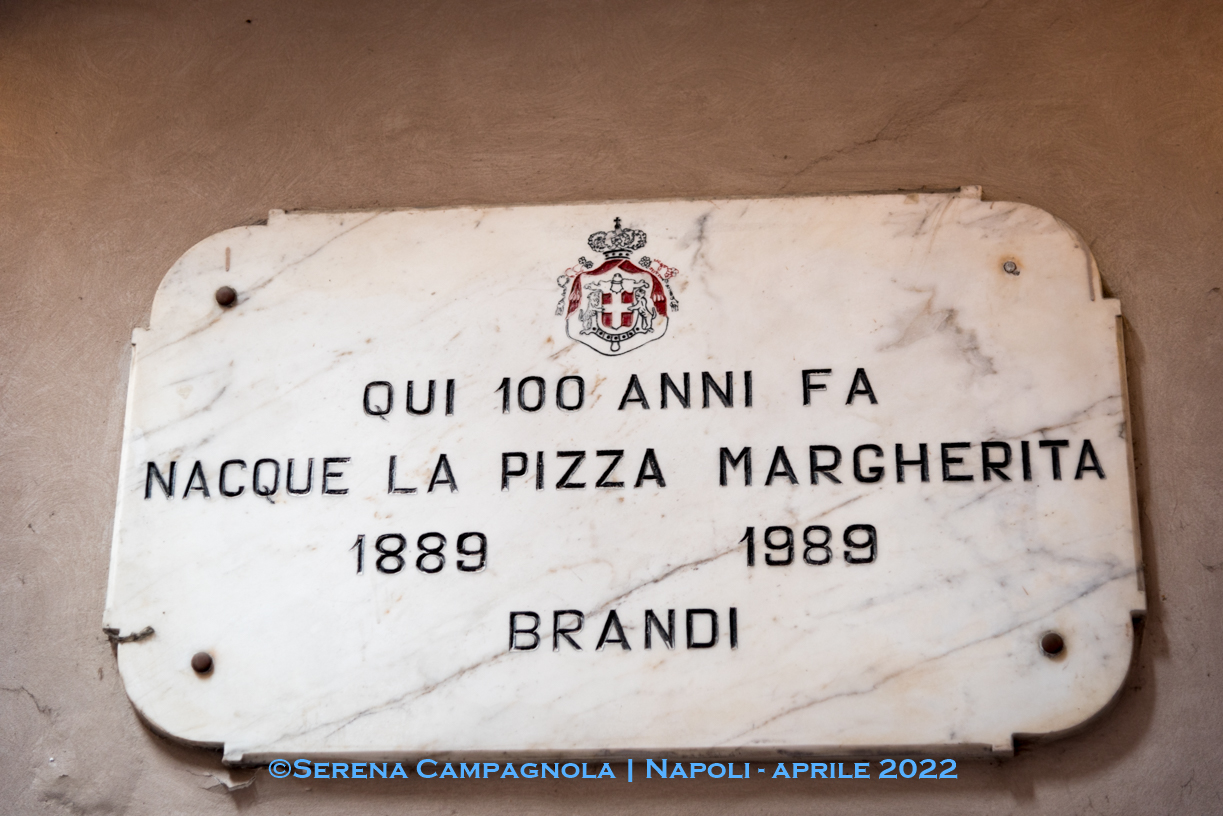 QUI 100 ANNI FA
NACQUE LA PIZZA MARGHERITA
1889 1989
BRANDI
©Serena Campagnola | Napoli - aprile 2022